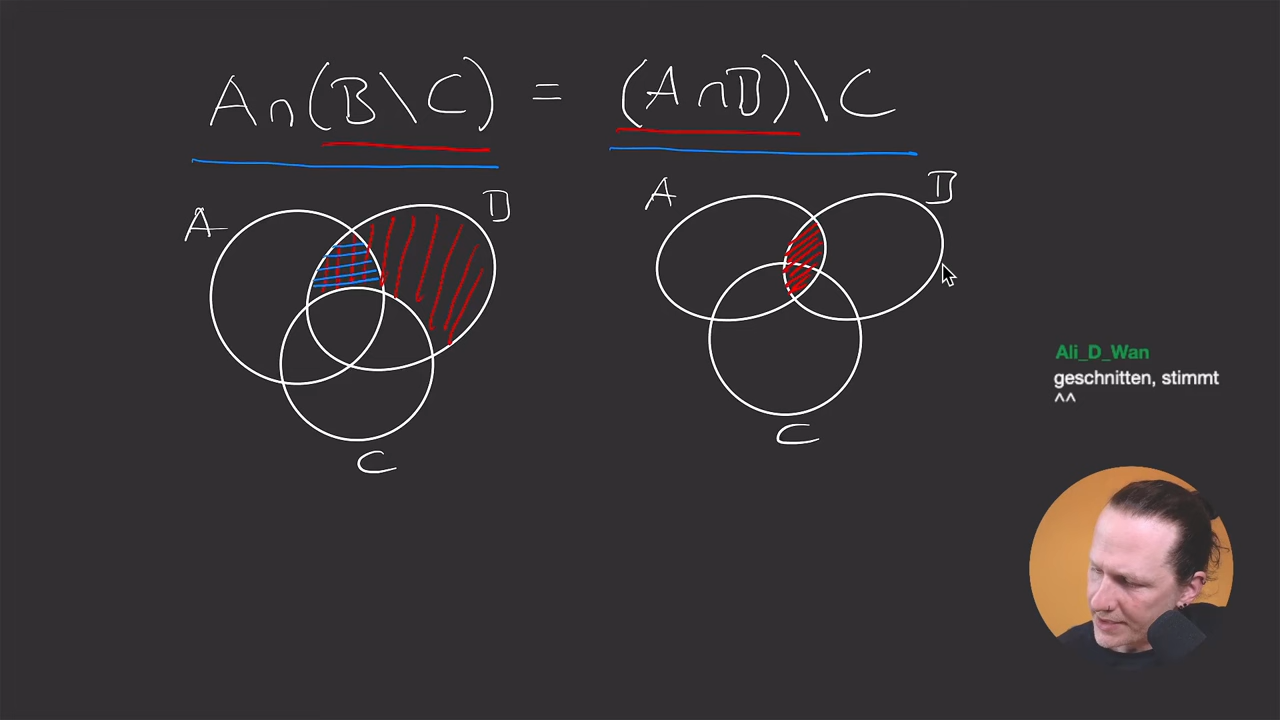 A∩(B\C) = (A∩B)\C
A B A B
C C
Ali_D_Wan
geschnitten, stimmt
^^